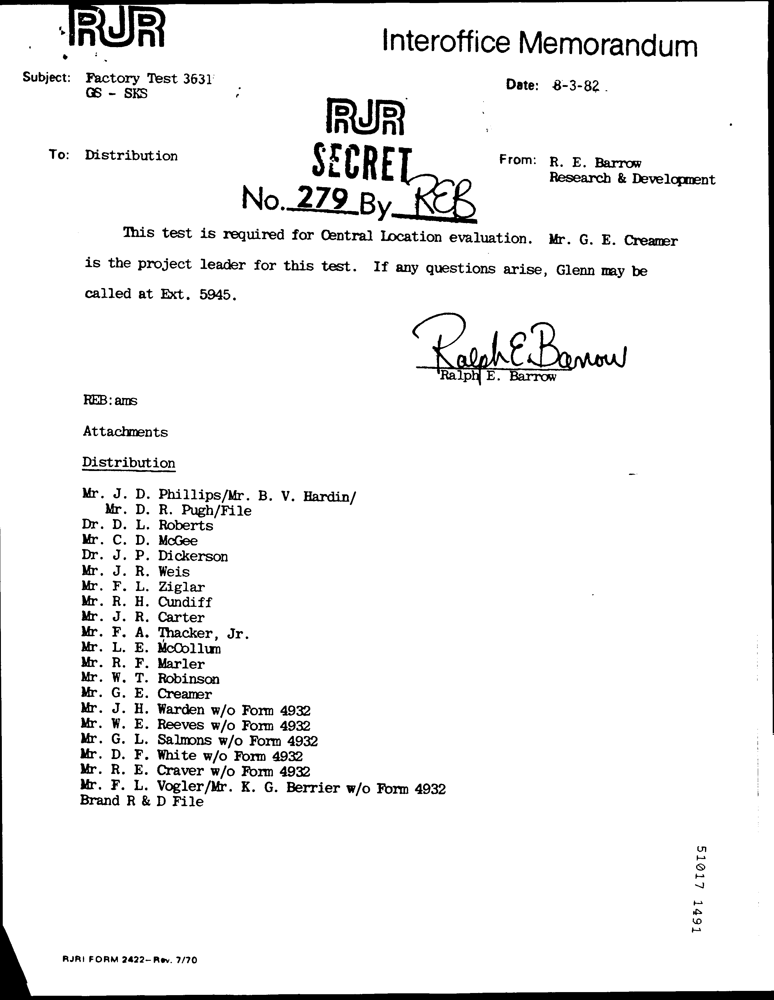 RJR
Interoffice Memorandum
Subject: Factory Test 3631
GS - SKS
Date: 8-3-82
RJR
SECRET
No. 279 By REB
To: Distribution
From: R. E. Barrow
Research & Development
This test is required for Central Location evaluation. Mr. G. E. Creamer
is the project leader for this test. If any questions arise, Glenn may be
called at Ext. 5945.
Ralph E. Barrow
Ralph E. Barrow
REB:ams
Attachments
Distribution
Mr. J. D. Phillips/Mr. B. V. Hardin/
Mr. D. R. Pugh/File
Dr. D. L. Roberts
Mr. C. D. McGee
Dr. J. P. Dickerson
Mr. J. R. Weis
Mr. F. L. Ziglar
Mr. R. H. Cundiff
Mr. J. R. Carter
Mr. F. A. Thacker, Jr.
Mr. L. E. McCollum
Mr. R. F. Marler
Mr. W. T. Robinson
Mr. G. E. Creamer
Mr. J. H. Warden w/o Form 4932
Mr. W. E. Reeves w/o Form 4932
Mr. G. L. Salmons w/o Form 4932
Mr. D. F. White w/o Form 4932
Mr. R. E. Craver w/o Form 4932
Mr. F. L. Vogler/Mr. K. G. Berrier w/o Form 4932
Brand R & D File
51017 1491
RJRI FORM 2422-Rev. 7/70